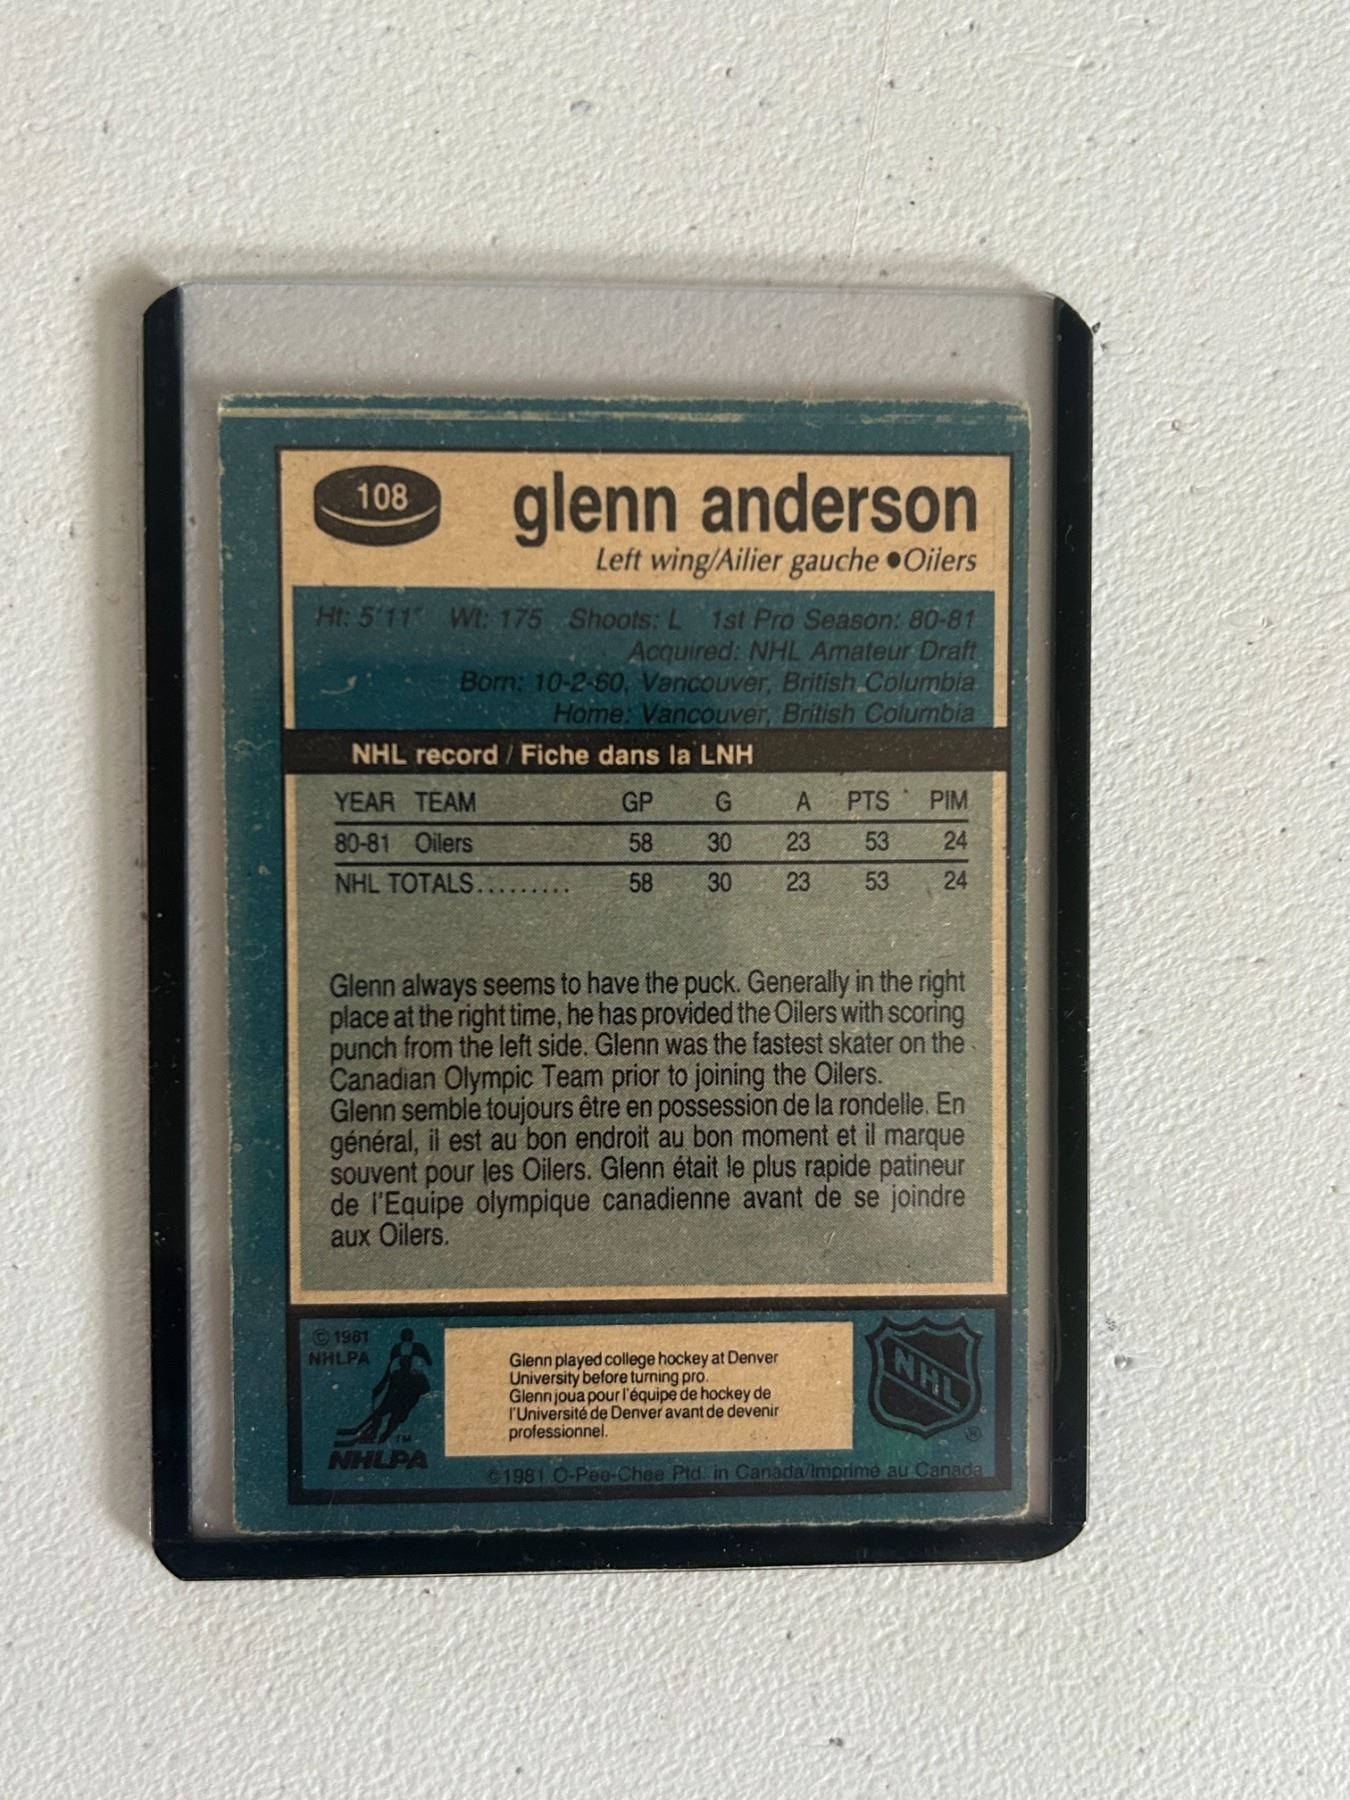 108
glenn anderson
Left wing/Ailier gauche ●Oilers
Ht: 5'11" Wt: 175 Shoots: L 1st Pro Season: 80-81
Acquired: NHL Amateur Draft
Born: 10-2-60, Vancouver, British Columbia
Home: Vancouver, British Columbia
NHL record / Fiche dans la LNH
YEAR TEAM GP G A PTS PIM
80-81 Oilers 58 30 23 53 24
NHL TOTALS......... 58 30 23 53 24
Glenn always seems to have the puck. Generally in the right
place at the right time, he has provided the Oilers with scoring
punch from the left side. Glenn was the fastest skater on the
Canadian Olympic Team prior to joining the Oilers.
Glenn semble toujours être en possession de la rondelle. En
général, il est au bon endroit au bon moment et il marque
souvent pour les Oilers. Glenn était le plus rapide patineur
de l'Equipe olympique canadienne avant de se joindre
aux Oilers.
© 1981
NHLPA
TM
NHLPA
Glenn played college hockey at Denver
University before turning pro.
Glenn joua pour l'équipe de hockey de
l'Université de Denver avant de devenir
professionnel.
NHL
®
©1981 O-Pee-Chee Ptd. in Canada/Imprimé au Canada